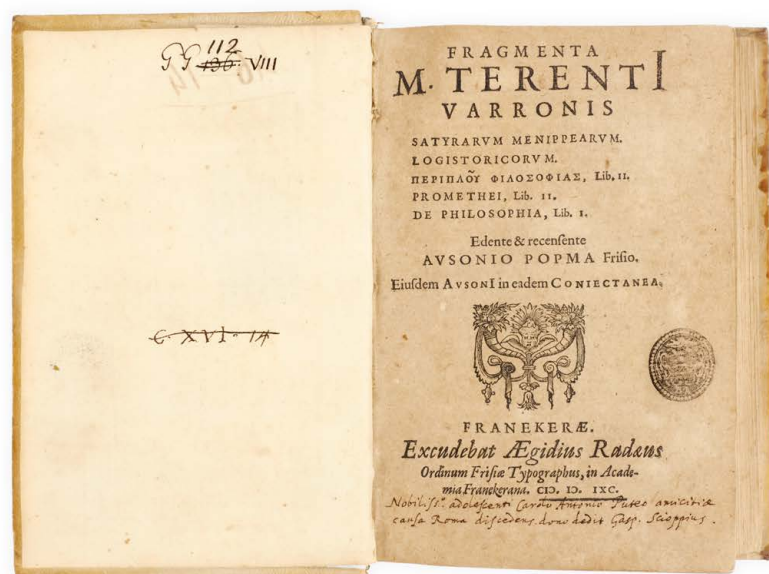 GG 112
136 VIII
C. XVI. 14
FRAGMENTA
M. TERENTI
VARRONIS
SATYRARVM MENIPPEARVM.
LOGISTORICORVM.
ΠΕΡΙΠΛΟΥ͂ ΦΙΛΟΣΟΦΙΑΣ, Lib. II.
PROMETHEI, Lib. II.
DE PHILOSOPHIA, Lib. I.
Edente & recenſente
AVSONIO POPMA Friſio.
Eiuſdem AVSONI in eadem CONIECTANEA.
FRANEKERÆ.
Excudebat Ægidius Radæus
Ordinum Friſiæ Typographus, in Acade-
mia Franekerana. CIↃ. IↃ. IXC.
Nobiliſſ.º adoleſcenti Carolo Antonio Puteo amicitiæ
cauſa Roma diſcedens dono dedit Gaſp. Scioppius.